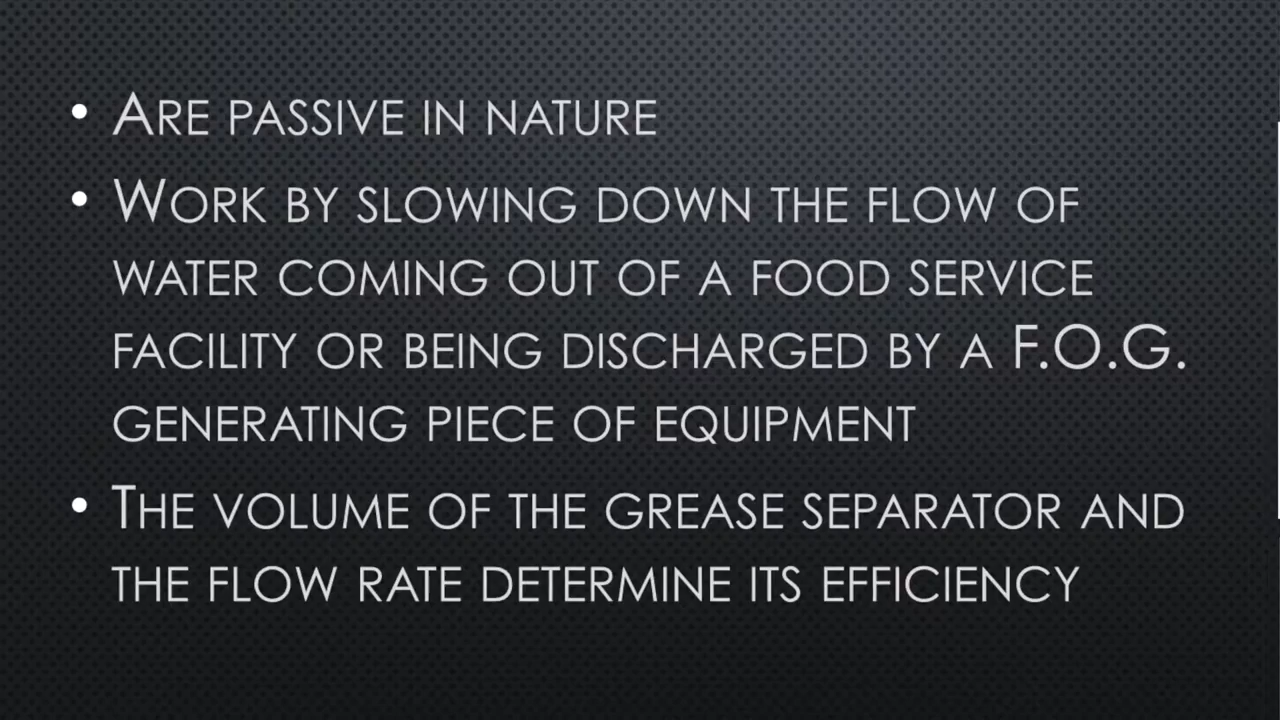 • Are passive in nature
• Work by slowing down the flow of
water coming out of a food service
facility or being discharged by a F.O.G.
generating piece of equipment
• The volume of the grease separator and
the flow rate determine its efficiency